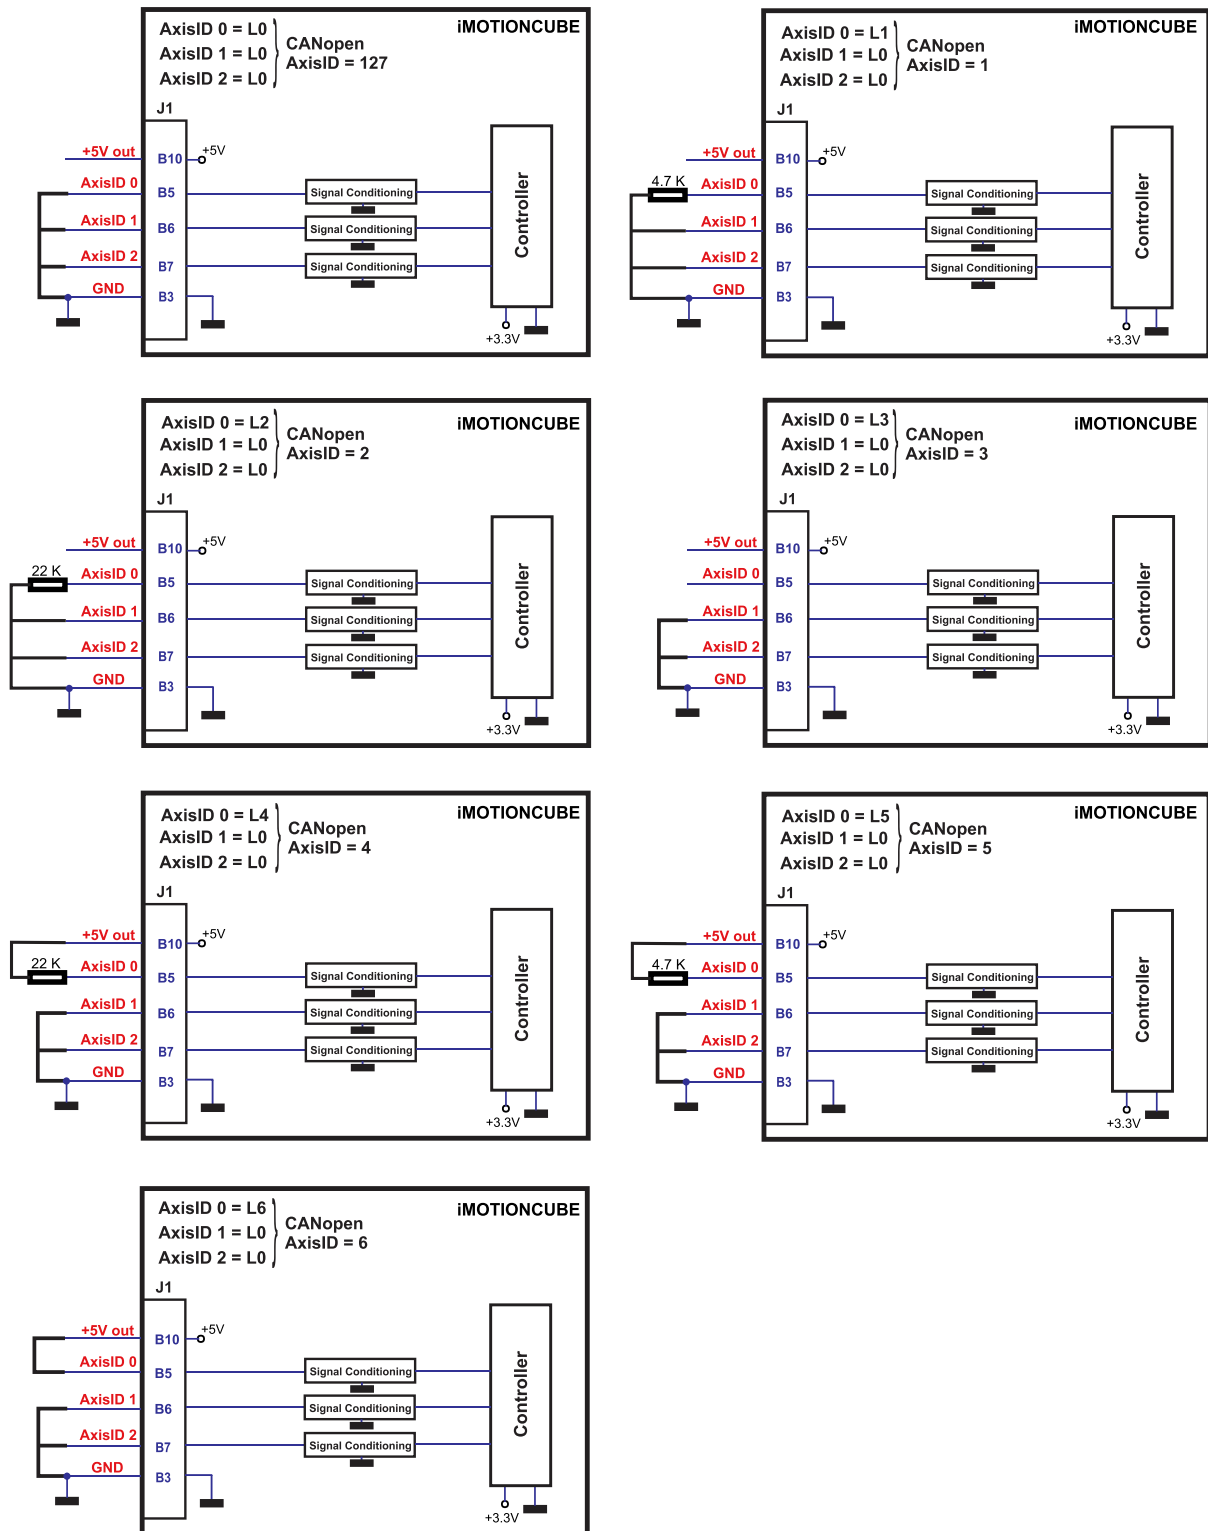 AxisID 0 = L0
AxisID 1 = L0
AxisID 2 = L0
CANopen
AxisID = 127
iMOTIONCUBE
J1
+5V out
B10
+5V
AxisID 0
B5
Signal Conditioning
AxisID 1
B6
Signal Conditioning
AxisID 2
B7
Signal Conditioning
GND
B3
Controller
+3.3V
AxisID 0 = L1
AxisID 1 = L0
AxisID 2 = L0
CANopen
AxisID = 1
iMOTIONCUBE
J1
+5V out
B10
+5V
4.7 K
AxisID 0
B5
Signal Conditioning
AxisID 1
B6
Signal Conditioning
AxisID 2
B7
Signal Conditioning
GND
B3
Controller
+3.3V
AxisID 0 = L2
AxisID 1 = L0
AxisID 2 = L0
CANopen
AxisID = 2
iMOTIONCUBE
J1
+5V out
B10
+5V
22 K
AxisID 0
B5
Signal Conditioning
AxisID 1
B6
Signal Conditioning
AxisID 2
B7
Signal Conditioning
GND
B3
Controller
+3.3V
AxisID 0 = L3
AxisID 1 = L0
AxisID 2 = L0
CANopen
AxisID = 3
iMOTIONCUBE
J1
+5V out
B10
+5V
AxisID 0
B5
Signal Conditioning
AxisID 1
B6
Signal Conditioning
AxisID 2
B7
Signal Conditioning
GND
B3
Controller
+3.3V
AxisID 0 = L4
AxisID 1 = L0
AxisID 2 = L0
CANopen
AxisID = 4
iMOTIONCUBE
J1
+5V out
B10
+5V
22 K
AxisID 0
B5
Signal Conditioning
AxisID 1
B6
Signal Conditioning
AxisID 2
B7
Signal Conditioning
GND
B3
Controller
+3.3V
AxisID 0 = L5
AxisID 1 = L0
AxisID 2 = L0
CANopen
AxisID = 5
iMOTIONCUBE
J1
+5V out
B10
+5V
4.7 K
AxisID 0
B5
Signal Conditioning
AxisID 1
B6
Signal Conditioning
AxisID 2
B7
Signal Conditioning
GND
B3
Controller
+3.3V
AxisID 0 = L6
AxisID 1 = L0
AxisID 2 = L0
CANopen
AxisID = 6
iMOTIONCUBE
J1
+5V out
B10
+5V
AxisID 0
B5
Signal Conditioning
AxisID 1
B6
Signal Conditioning
AxisID 2
B7
Signal Conditioning
GND
B3
Controller
+3.3V